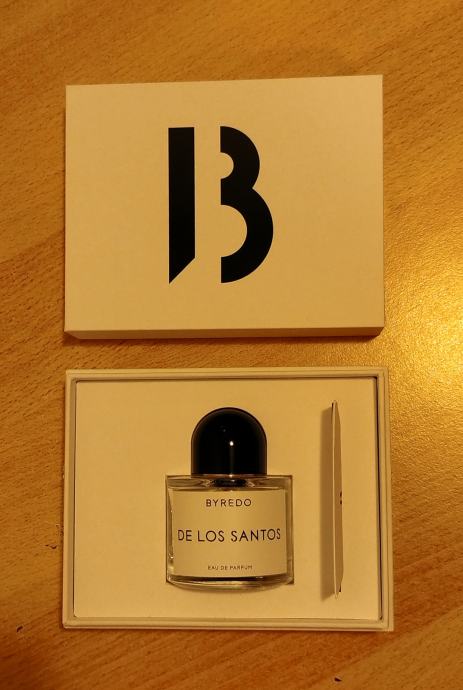 B
BYREDO
DE LOS SANTOS
EAU DE PARFUM